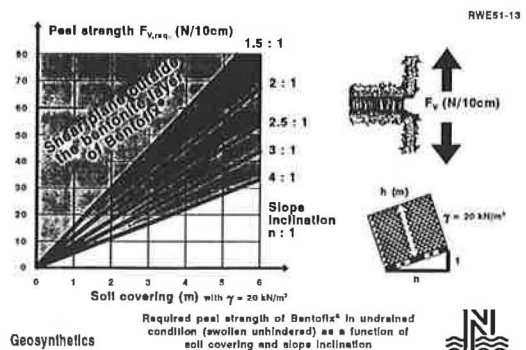 RWE51-13
Peel strength Fv,req. (N/10cm)
80
70
60
50
40
30
20
10
0
0 1 2 3 4 5 6
Shear plane outside
the bentonite layer
of Bentofix®
1.5 : 1
2 : 1
2.5 : 1
3 : 1
4 : 1
Slope
inclination
n : 1
Soil covering (m) with γ = 20 kN/m³
Fv (N/10cm)
h (m)
γ = 20 kN/m³
1
n
Required peel strength of Bentofix® in undrained
condition (swollen unhindered) as a function of
soil covering and slope inclination
Geosynthetics